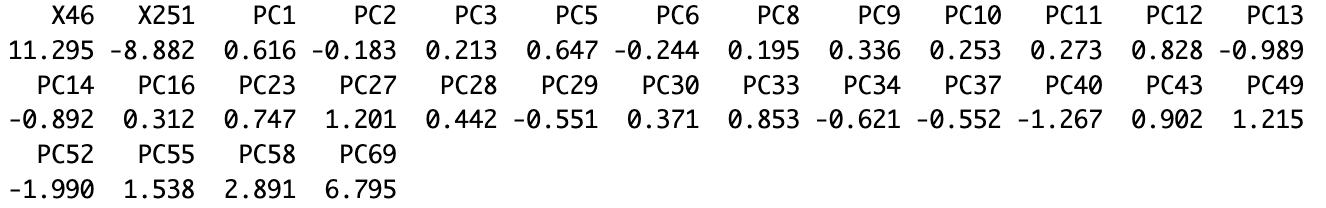 X46 X251 PC1 PC2 PC3 PC5 PC6 PC8 PC9 PC10 PC11 PC12 PC13
11.295 -8.882 0.616 -0.183 0.213 0.647 -0.244 0.195 0.336 0.253 0.273 0.828 -0.989
PC14 PC16 PC23 PC27 PC28 PC29 PC30 PC33 PC34 PC37 PC40 PC43 PC49
-0.892 0.312 0.747 1.201 0.442 -0.551 0.371 0.853 -0.621 -0.552 -1.267 0.902 1.215
PC52 PC55 PC58 PC69
-1.990 1.538 2.891 6.795